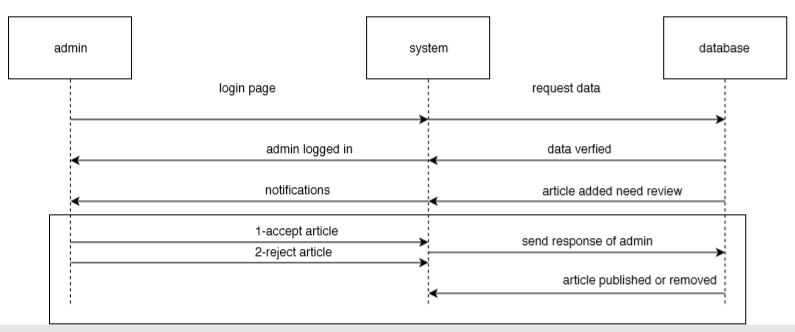 admin
system
database
login page
request data
admin logged in
data verfied
notifications
article added need review
1-accept article
send response of admin
2-reject article
article published or removed